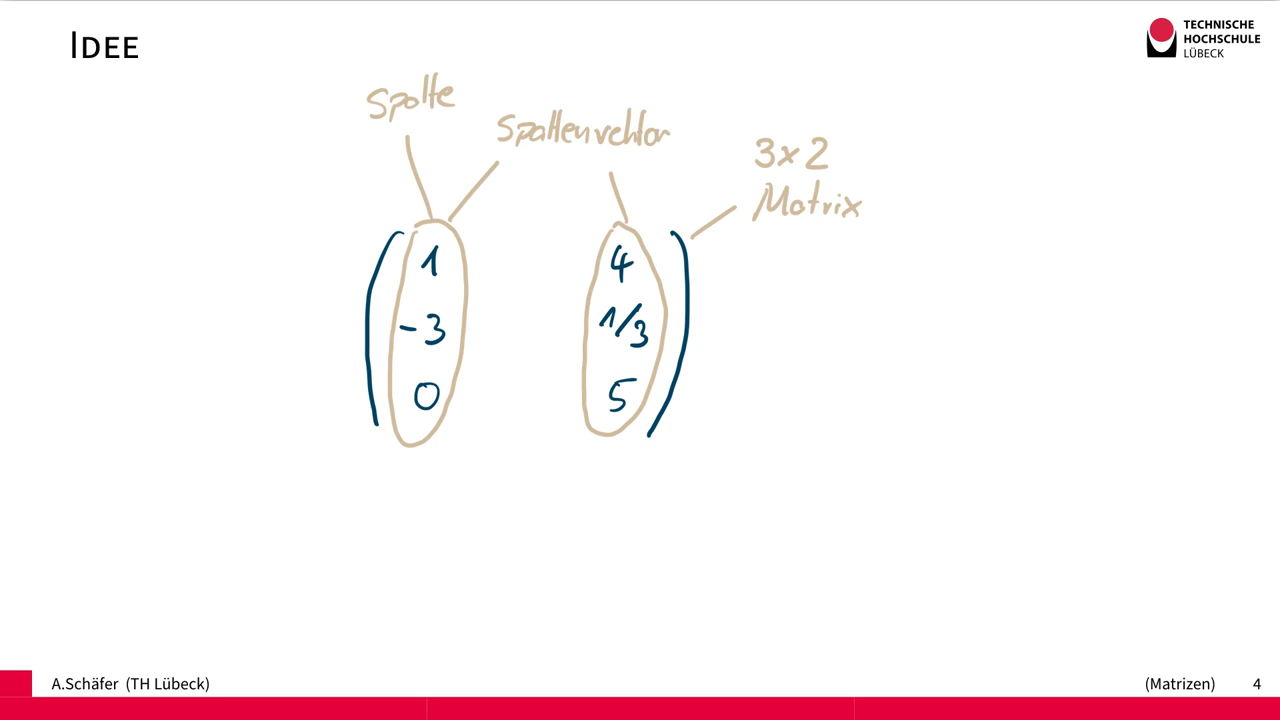 IDEE
TECHNISCHE
HOCHSCHULE
LÜBECK
Spalte
Spaltenvektor
3x2
Matrix
1 4
-3 1/3
0 5
A.Schäfer (TH Lübeck) (Matrizen) 4